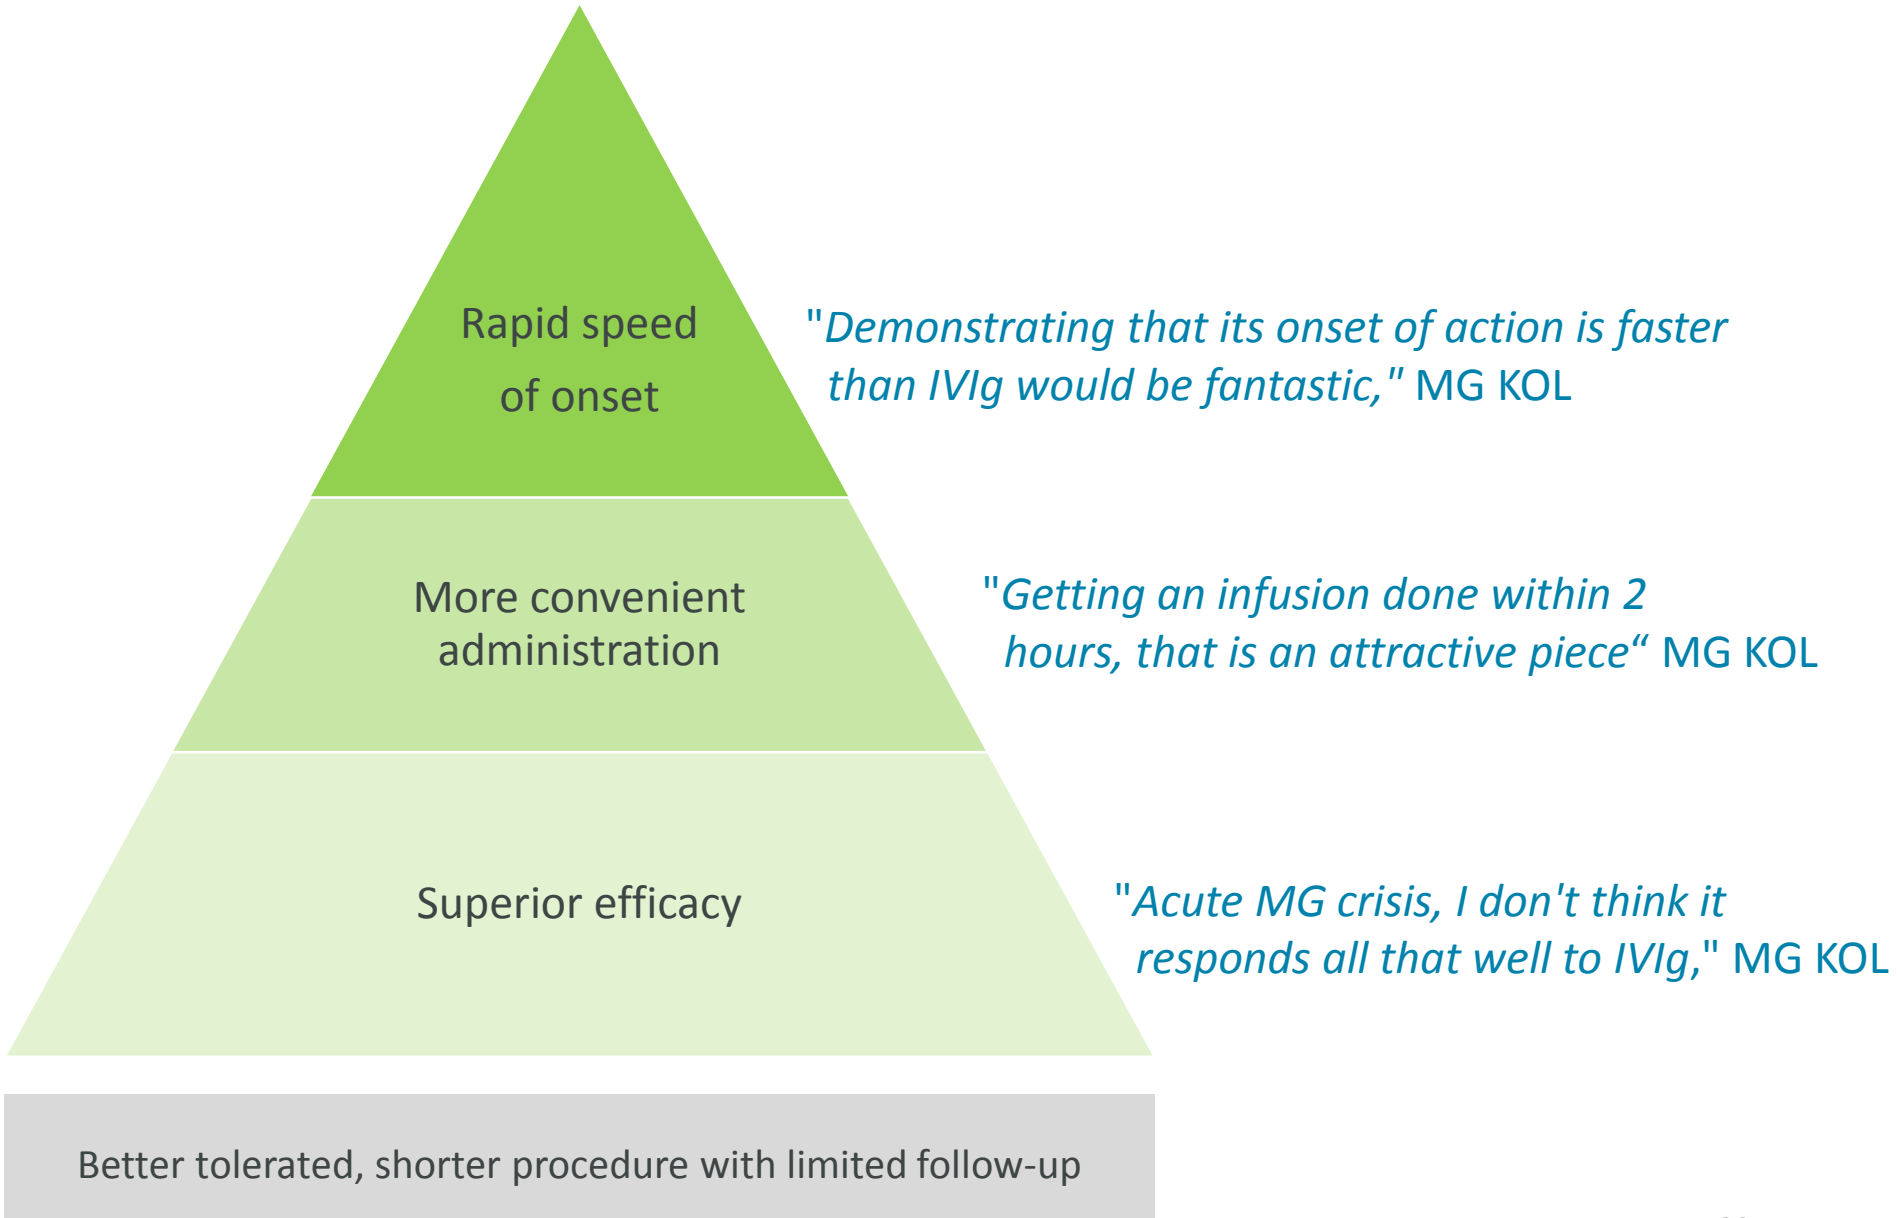 Rapid speed
of onset
"Demonstrating that its onset of action is faster
than IVIg would be fantastic," MG KOL
More convenient
administration
"Getting an infusion done within 2
hours, that is an attractive piece“ MG KOL
Superior efficacy
"Acute MG crisis, I don't think it
responds all that well to IVIg," MG KOL
Better tolerated, shorter procedure with limited follow-up